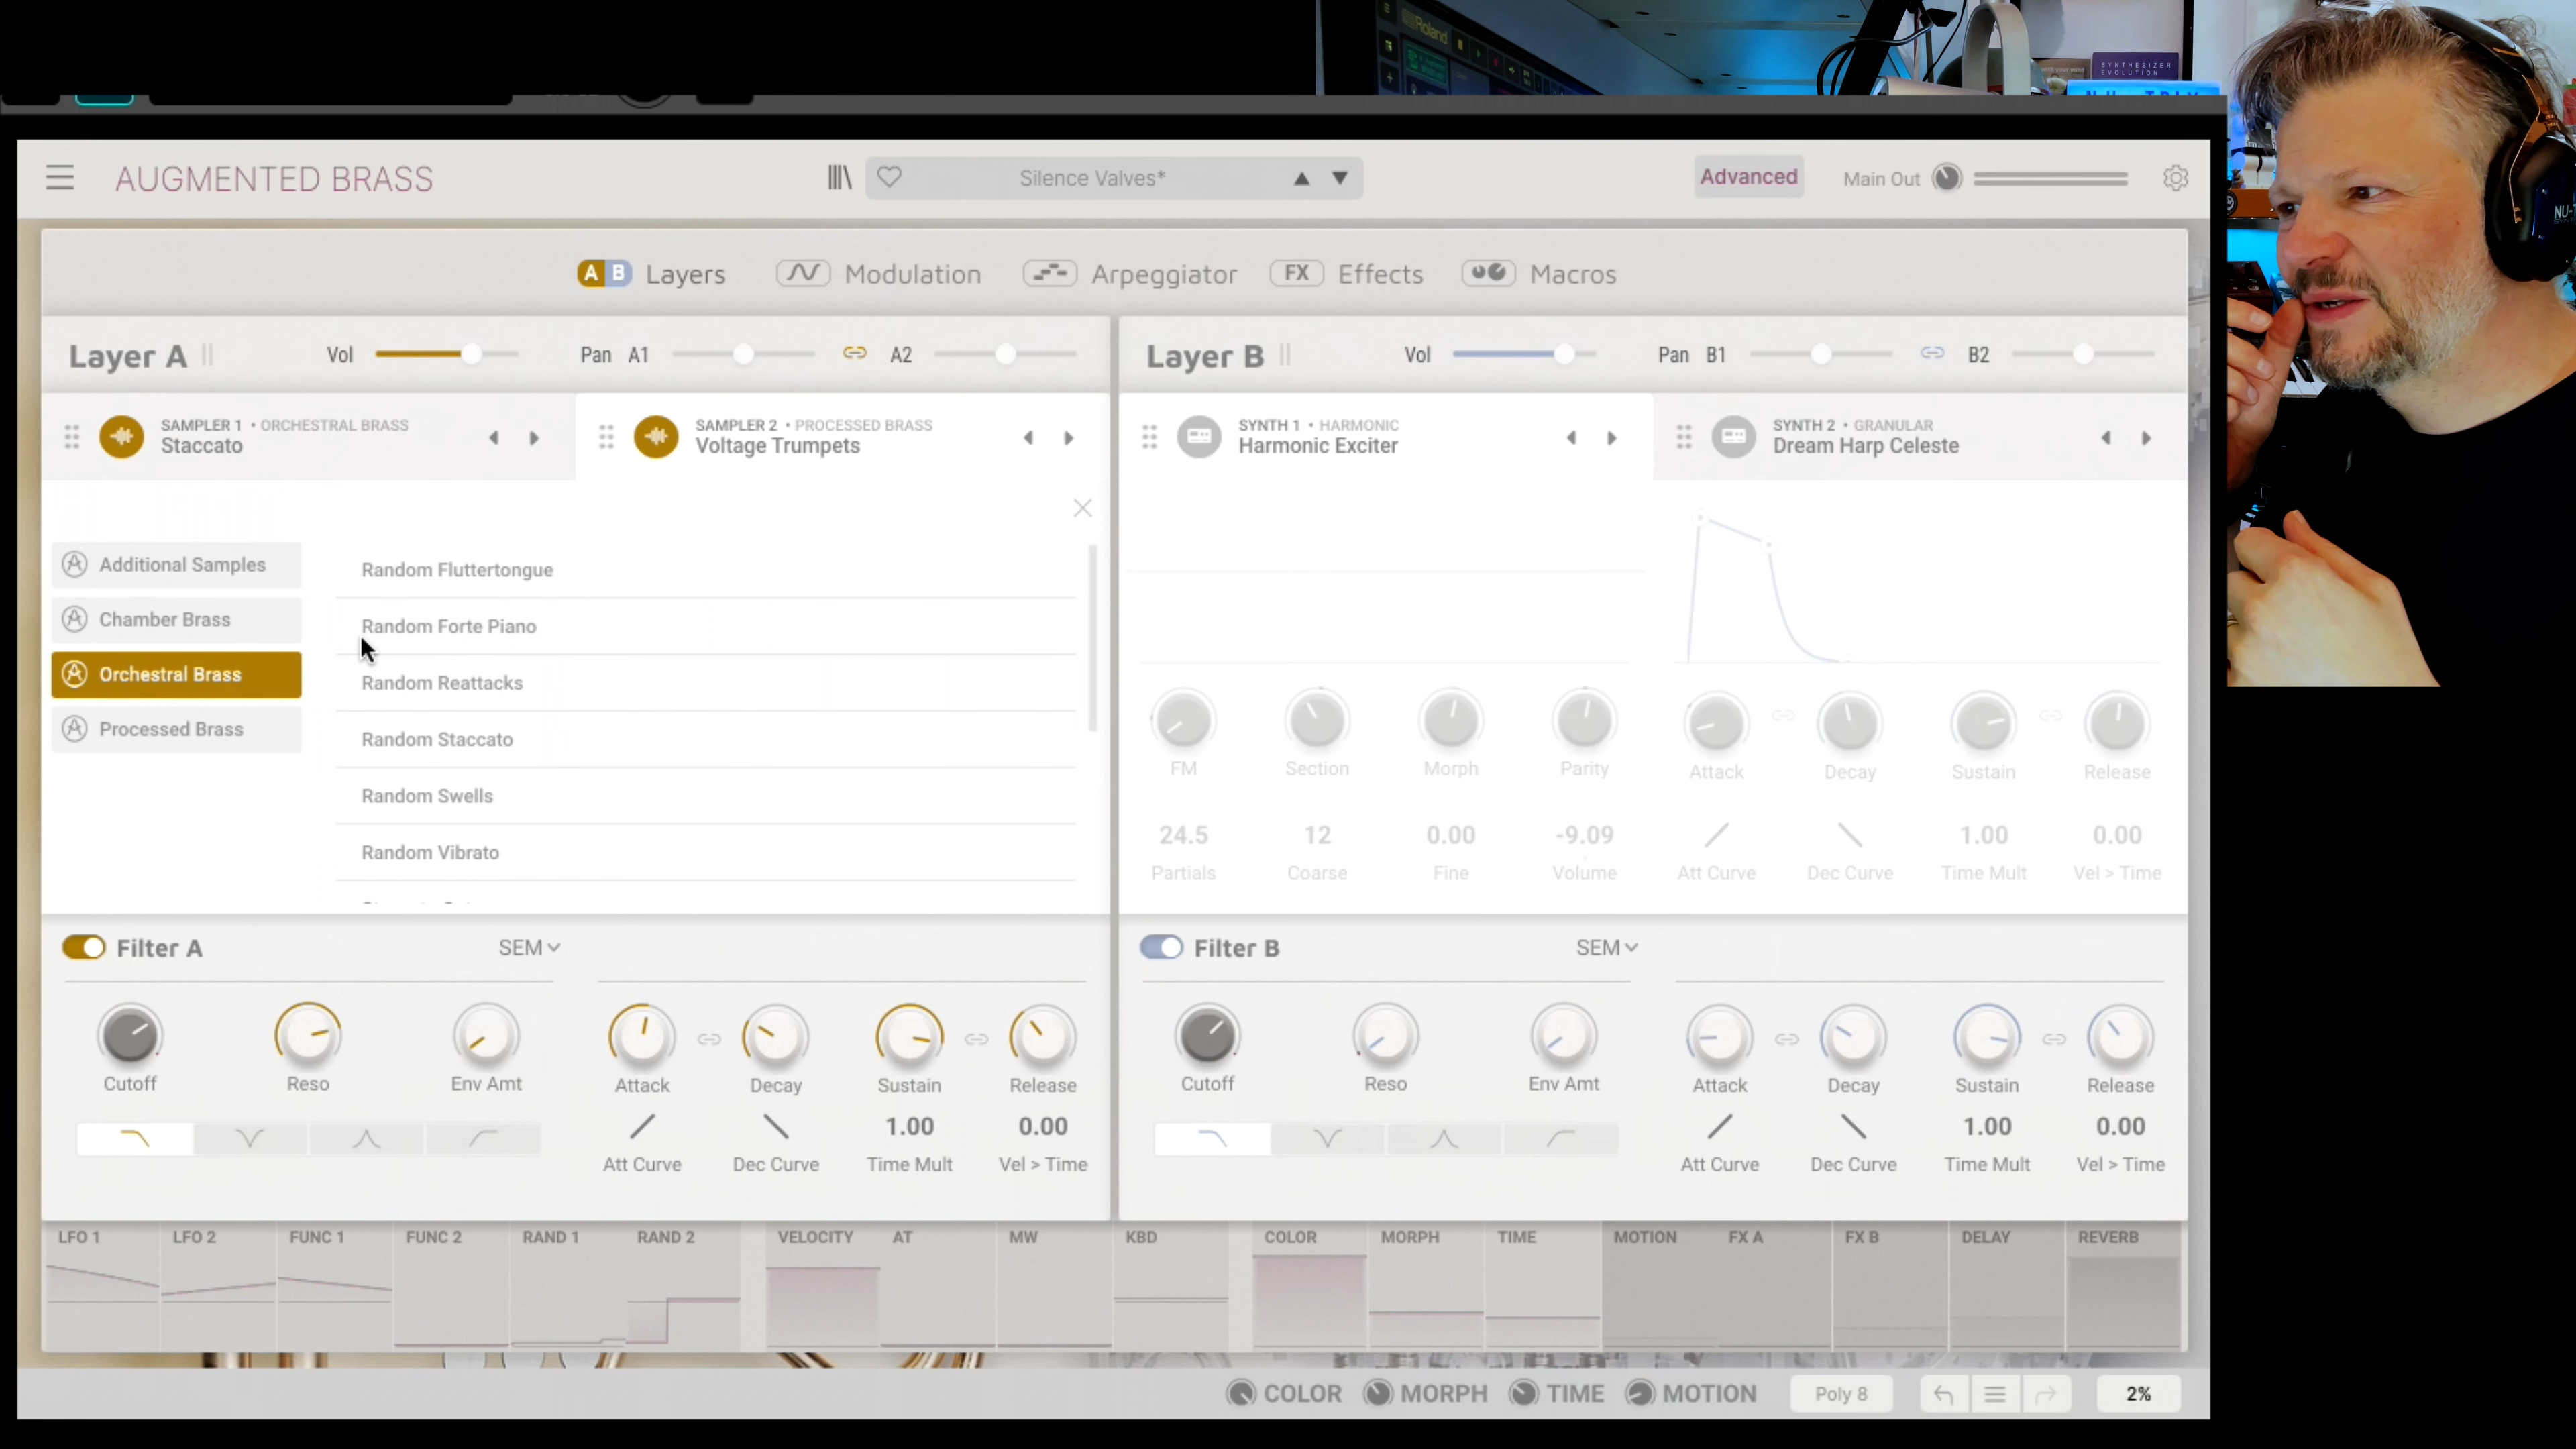 Roland
SYNTHESIZER
EVOLUTION
AUGMENTED BRASS
Silence Valves*
Advanced
Main Out
A B Layers
Modulation
Arpeggiator
FX Effects
Macros
Layer A
Vol
Pan A1
A2
Layer B
Vol
Pan B1
B2
SAMPLER 1 • ORCHESTRAL BRASS
Staccato
SAMPLER 2 • PROCESSED BRASS
Voltage Trumpets
SYNTH 1 • HARMONIC
Harmonic Exciter
SYNTH 2 • GRANULAR
Dream Harp Celeste
Additional Samples
Chamber Brass
Orchestral Brass
Processed Brass
Random Fluttertongue
Random Forte Piano
Random Reattacks
Random Staccato
Random Swells
Random Vibrato
FM Section Morph Parity
24.5 12 0.00 -9.09
Partials Coarse Fine Volume
Attack Decay Sustain Release
1.00 0.00
Att Curve Dec Curve Time Mult Vel > Time
Filter A
SEM
Cutoff Reso Env Amt
Attack Decay Sustain Release
1.00 0.00
Att Curve Dec Curve Time Mult Vel > Time
Filter B
SEM
Cutoff Reso Env Amt
Attack Decay Sustain Release
1.00 0.00
Att Curve Dec Curve Time Mult Vel > Time
LFO 1 LFO 2 FUNC 1 FUNC 2 RAND 1 RAND 2 VELOCITY AT MW KBD COLOR MORPH TIME MOTION FX A FX B DELAY REVERB
COLOR MORPH TIME MOTION Poly 8 2%